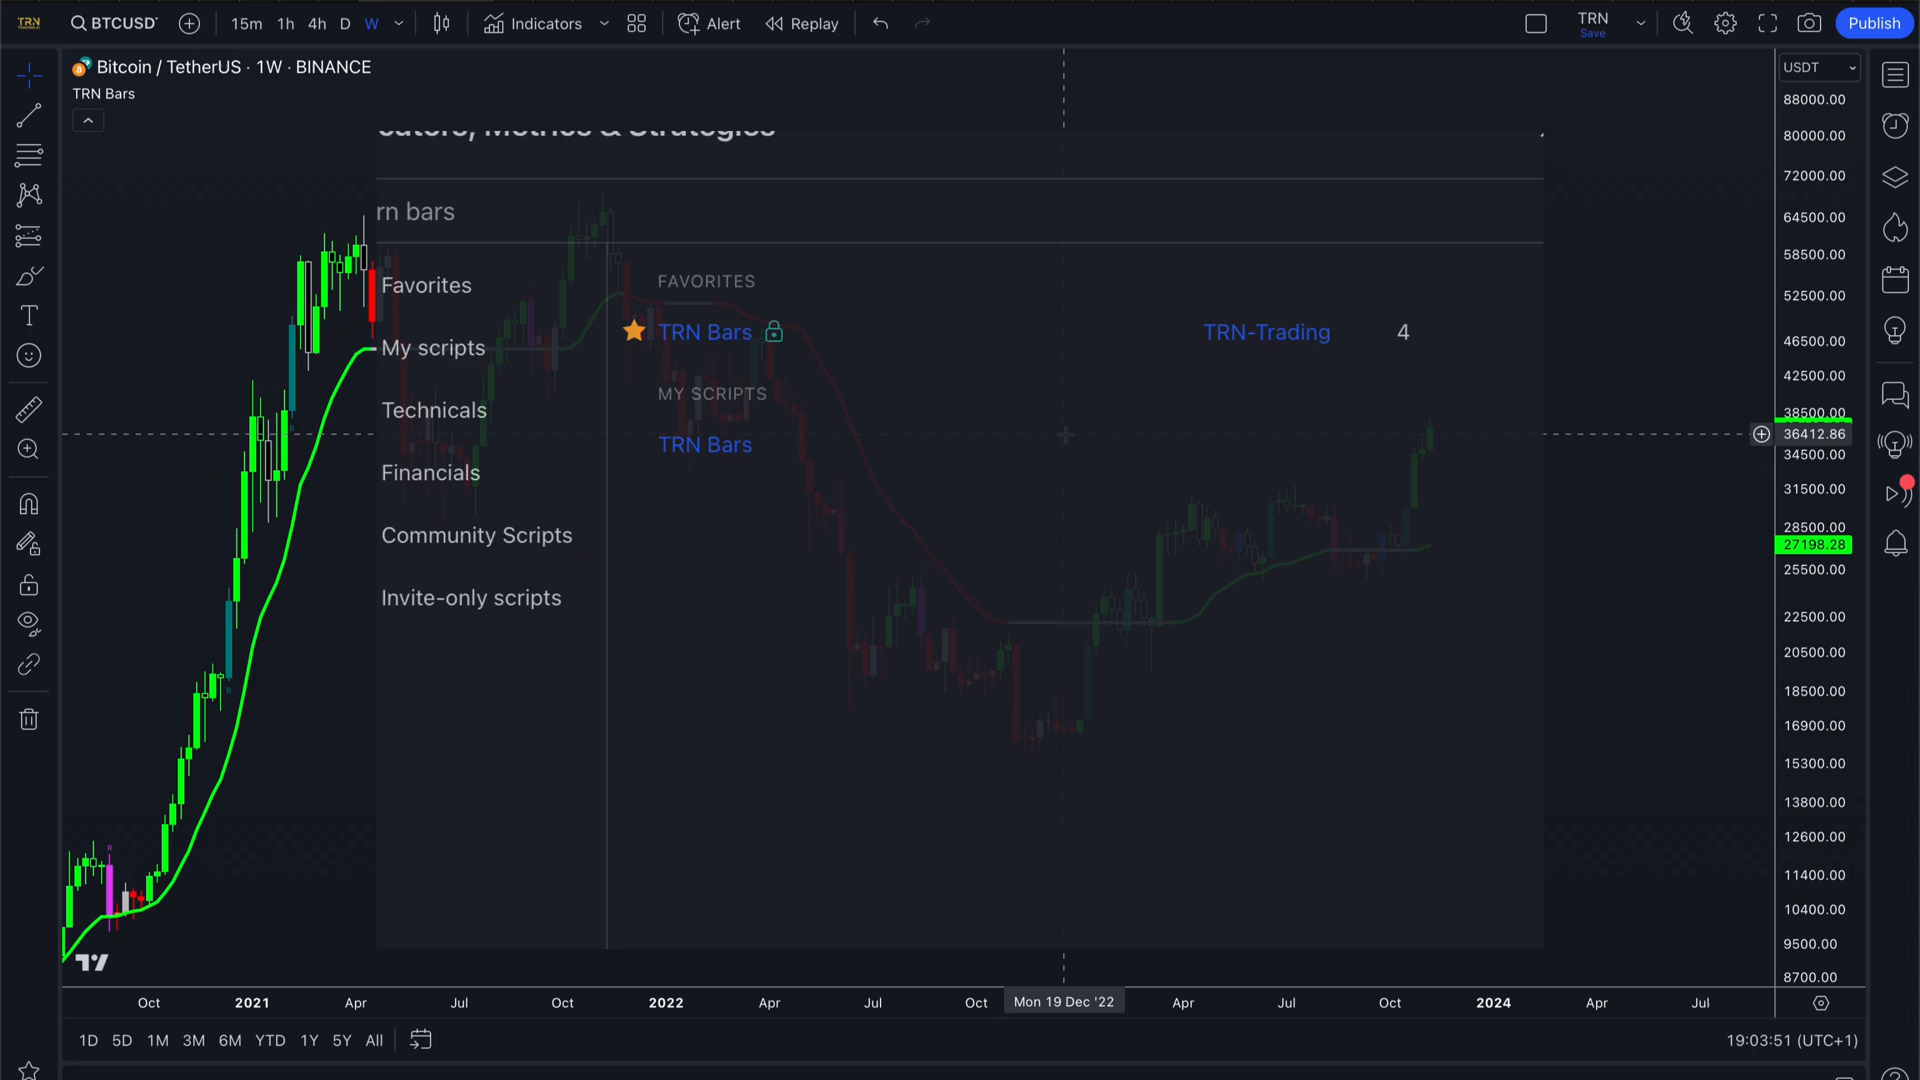 TRN
BTCUSD
15m 1h 4h D W
Indicators
Alert
Replay
TRN
Save
Publish
Bitcoin / TetherUS · 1W · BINANCE
USDT
TRN Bars
cators, Metrics & Strategies
rn bars
Favorites
My scripts
Technicals
Financials
Community Scripts
Invite-only scripts
FAVORITES
TRN Bars
TRN-Trading
4
MY SCRIPTS
TRN Bars
R
B
88000.00
80000.00
72000.00
64500.00
58500.00
52500.00
46500.00
42500.00
38500.00
36412.86
34500.00
31500.00
28500.00
27198.28
25500.00
22500.00
20500.00
18500.00
16900.00
15300.00
13800.00
12600.00
11400.00
10400.00
9500.00
8700.00
Oct 2021 Apr Jul Oct 2022 Apr Jul Oct Mon 19 Dec '22 Apr Jul Oct 2024 Apr Jul
1D 5D 1M 3M 6M YTD 1Y 5Y All
19:03:51 (UTC+1)